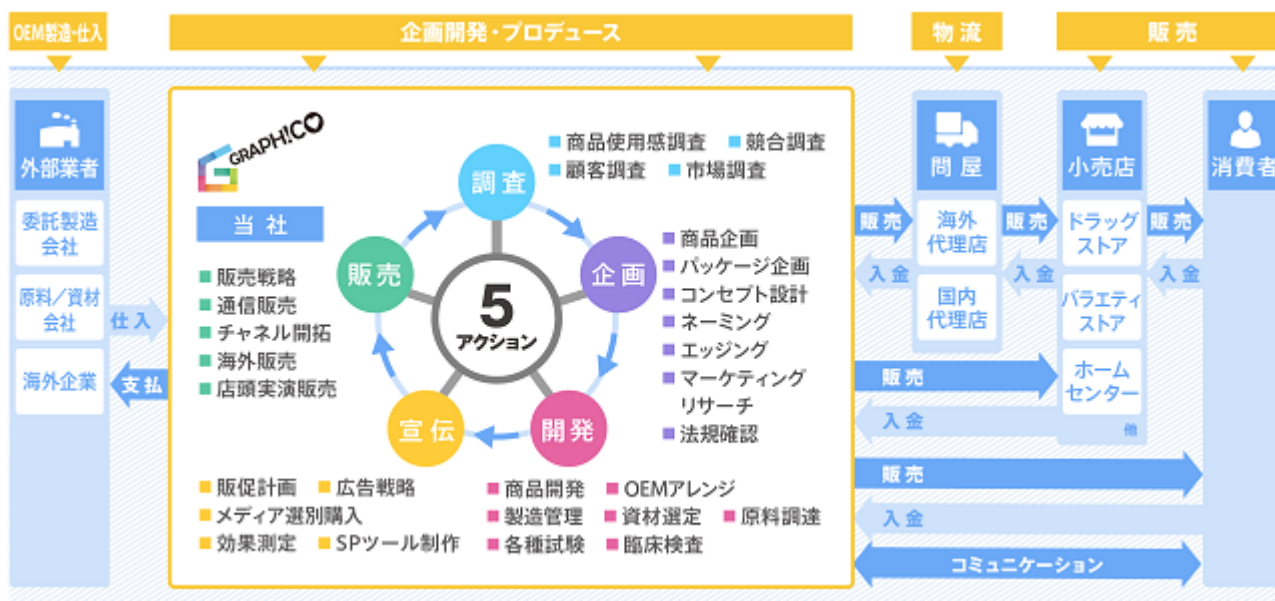 OEM製造・仕入
企画開発・プロデュース
物流
販売
外部業者
委託製造
会社
原料／資材
会社
海外企業
仕入
支払
GRAPH!CO
当社
調査
企画
開発
宣伝
販売
5
アクション
商品使用感調査
競合調査
顧客調査
市場調査
商品企画
パッケージ企画
コンセプト設計
ネーミング
エッジング
マーケティング
リサーチ
法規確認
販売戦略
通信販売
チャネル開拓
海外販売
店頭実演販売
販促計画
広告戦略
メディア選別購入
効果測定
SPツール制作
商品開発
OEMアレンジ
製造管理
資材選定
原料調達
各種試験
臨床検査
販売
入金
問屋
海外
代理店
国内
代理店
販売
入金
小売店
ドラッグ
ストア
バラエティ
ストア
ホーム
センター
他
販売
入金
消費者
販売
入金
販売
入金
コミュニケーション